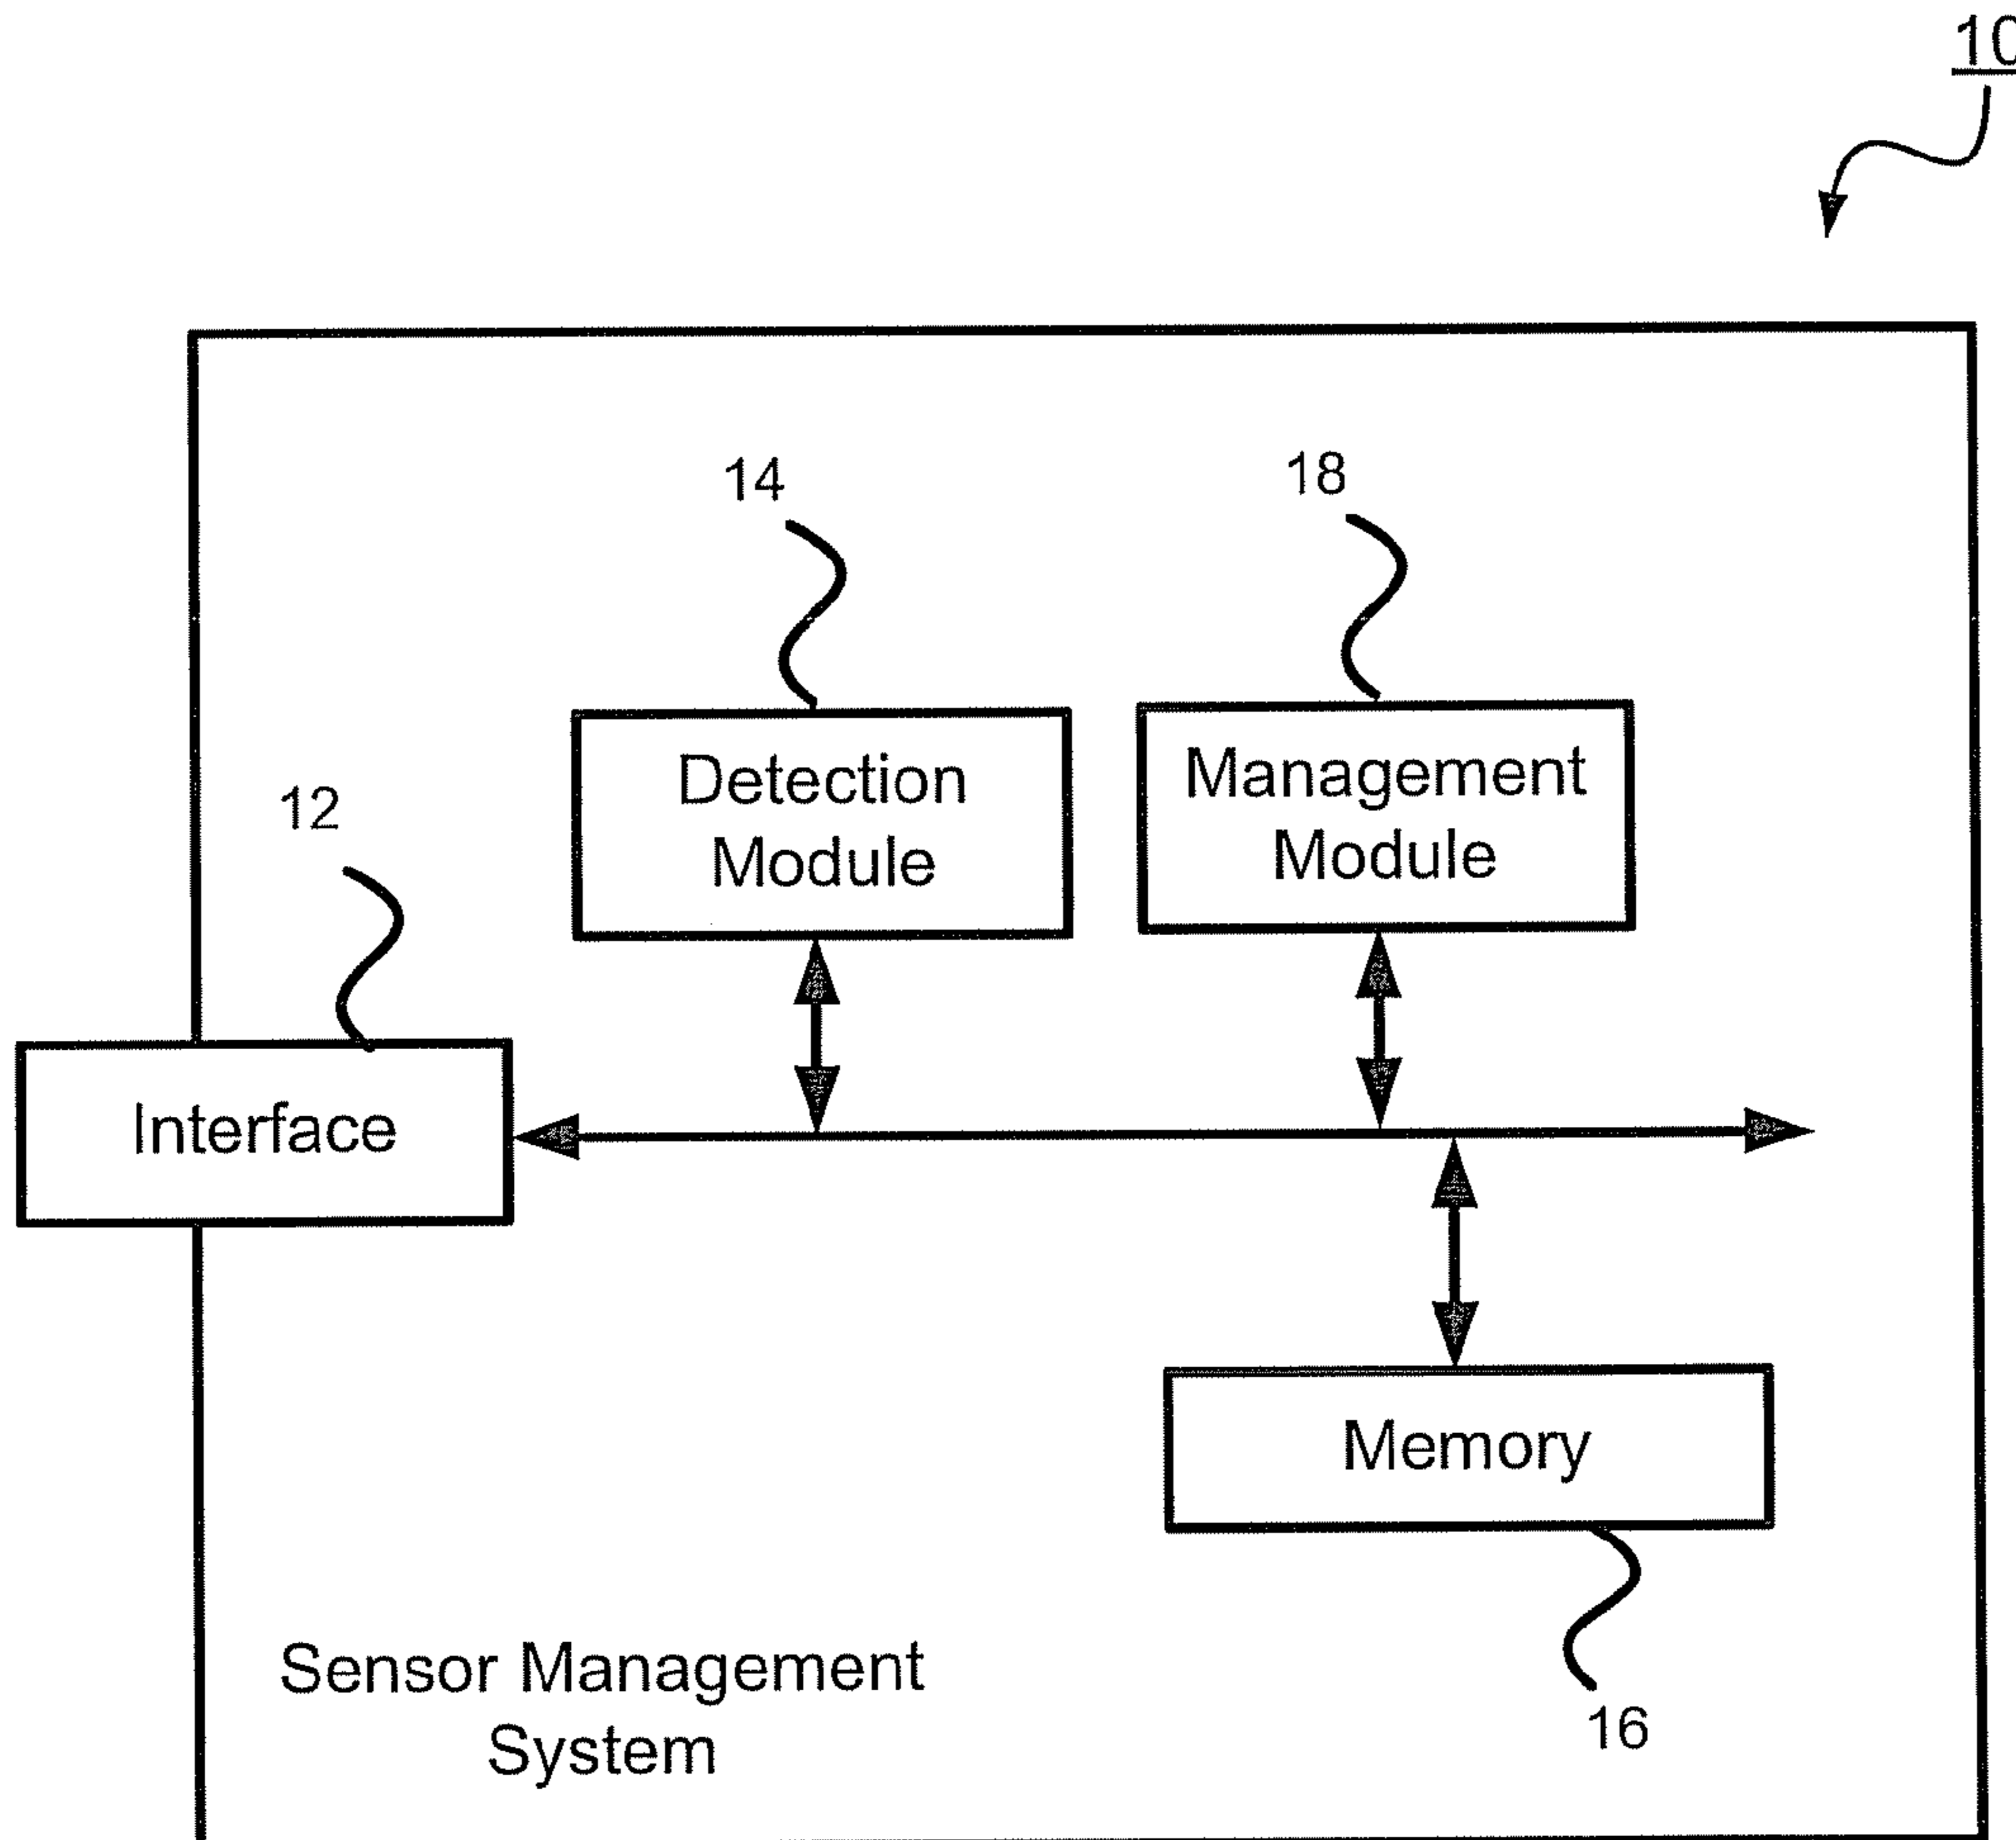 10
14
18
Detection
Module
Management
Module
12
Interface
Memory
Sensor Management
System
16